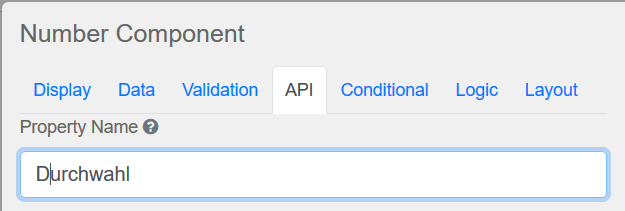 Number Component
Display Data Validation API Conditional Logic Layout
Property Name ?
Durchwahl